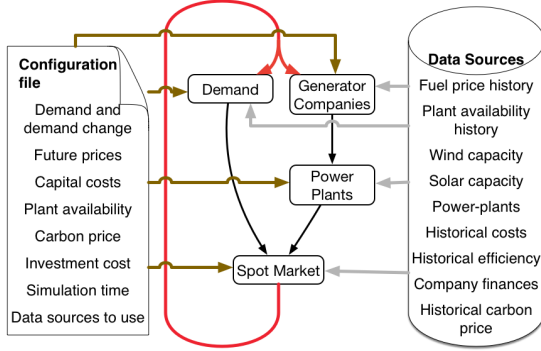 Configuration
file
Demand and
demand change
Future prices
Capital costs
Plant availability
Carbon price
Investment cost
Simulation time
Data sources to use
Demand
Generator
Companies
Power
Plants
Spot Market
Data Sources
Fuel price history
Plant availability
history
Wind capacity
Solar capacity
Power-plants
Historical costs
Historical efficiency
Company finances
Historical carbon
price